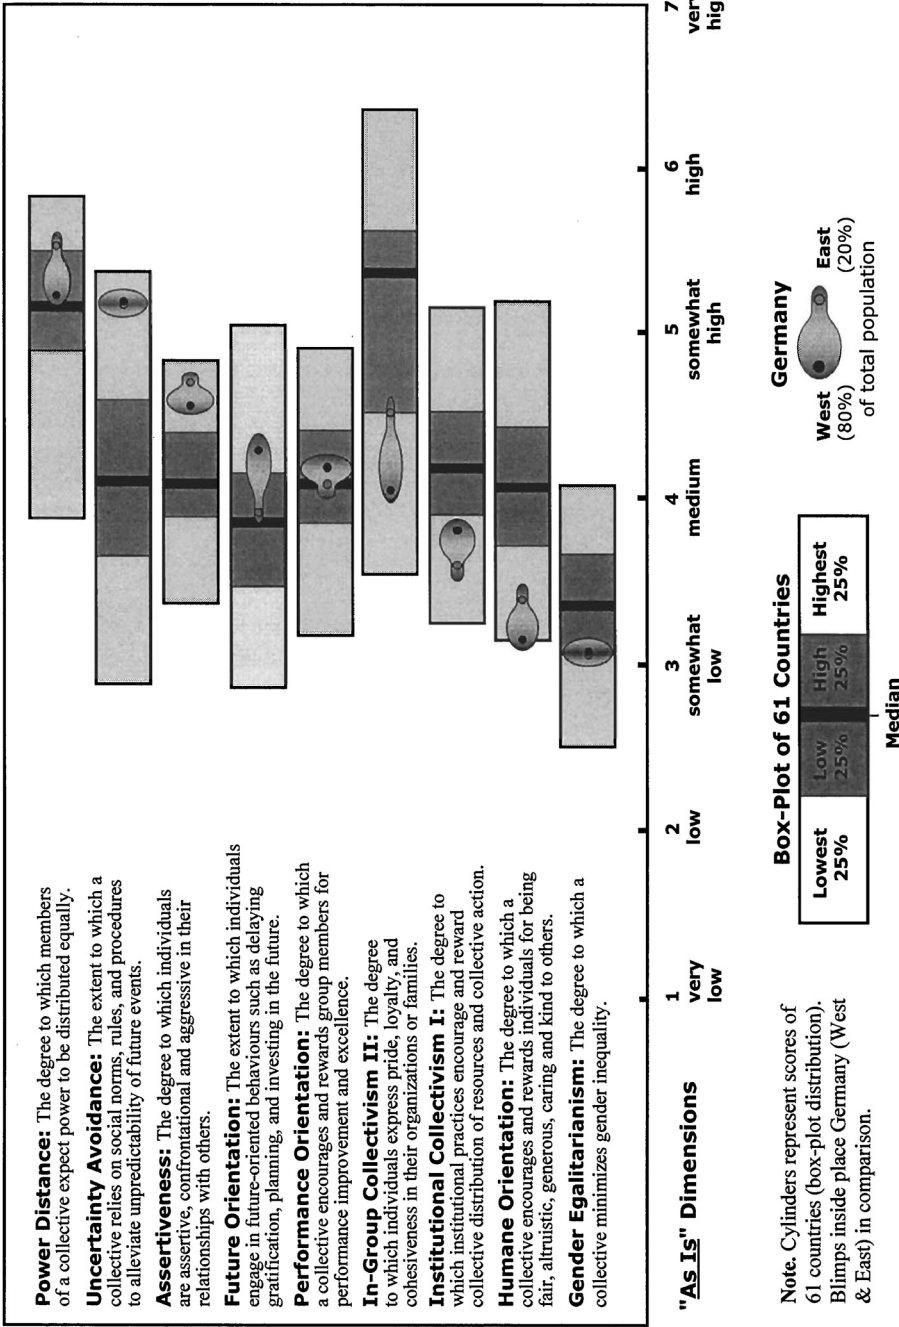 Power Distance: The degree to which members
of a collective expect power to be distributed equally.
Uncertainty Avoidance: The extent to which a
collective relies on social norms, rules, and procedures
to alleviate unpredictability of future events.
Assertiveness: The degree to which individuals
are assertive, confrontational and aggressive in their
relationships with others.
Future Orientation: The extent to which individuals
engage in future-oriented behaviours such as delaying
gratification, planning, and investing in the future.
Performance Orientation: The degree to which
a collective encourages and rewards group members for
performance improvement and excellence.
In-Group Collectivism II: The degree
to which individuals express pride, loyalty, and
cohesiveness in their organizations or families.
Institutional Collectivism I: The degree to
which institutional practices encourage and reward
collective distribution of resources and collective action.
Humane Orientation: The degree to which a
collective encourages and rewards individuals for being
fair, altruistic, generous, caring and kind to others.
Gender Egalitarianism: The degree to which a
collective minimizes gender inequality.
"As Is" Dimensions
1
very
low
2
low
3
somewhat
low
4
medium
5
somewhat
high
6
high
7
ver
hig
Note. Cylinders represent scores of
61 countries (box-plot distribution).
Blimps inside place Germany (West
& East) in comparison.
Box-Plot of 61 Countries
Lowest
25%
Low
25%
High
25%
Highest
25%
Median
Germany
West
(80%)
East
(20%)
of total population